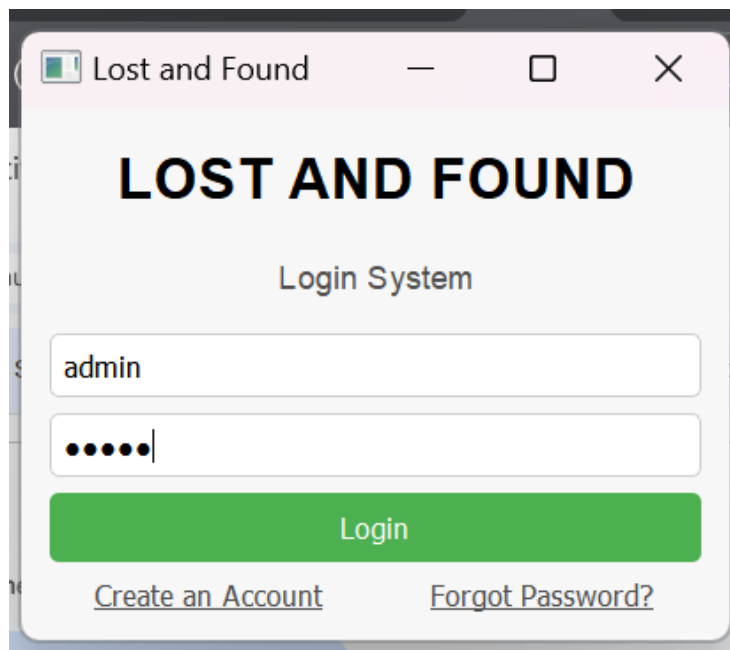 Lost and Found
LOST AND FOUND
Login System
admin
●●●●●
Login
Create an Account
Forgot Password?